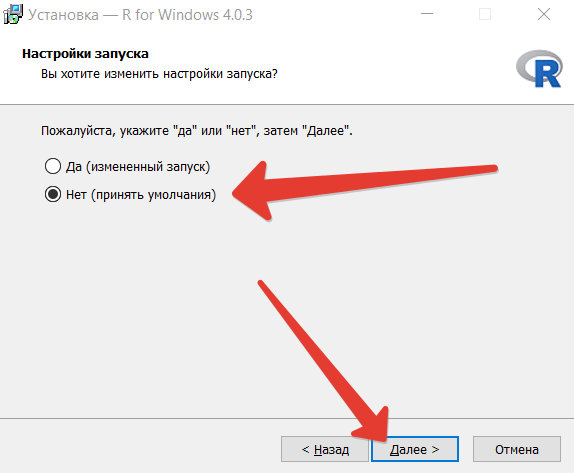 Установка — R for Windows 4.0.3
Настройки запуска
Вы хотите изменить настройки запуска?
R
Пожалуйста, укажите "да" или "нет", затем "Далее".
Да (измененный запуск)
Нет (принять умолчания)
< Назад
Далее >
Отмена